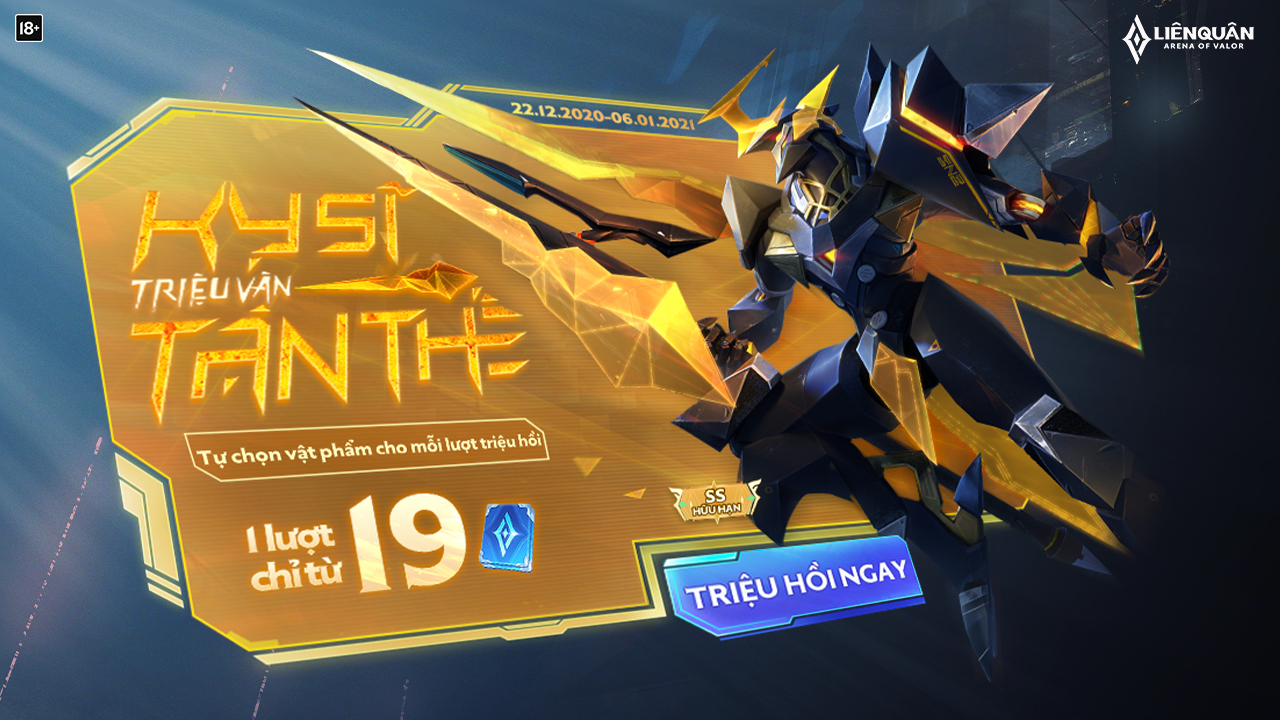 18+
LIÊNQUÂN
ARENA OF VALOR
22.12.2020-06.01.2021
KỴ SĨ
TRIỆU VÂN
TẬN THẾ
Tự chọn vật phẩm cho mỗi lượt triệu hồi
1 lượt
chỉ từ 19
SS
HỮU HẠN
TRIỆU HỒI NGAY